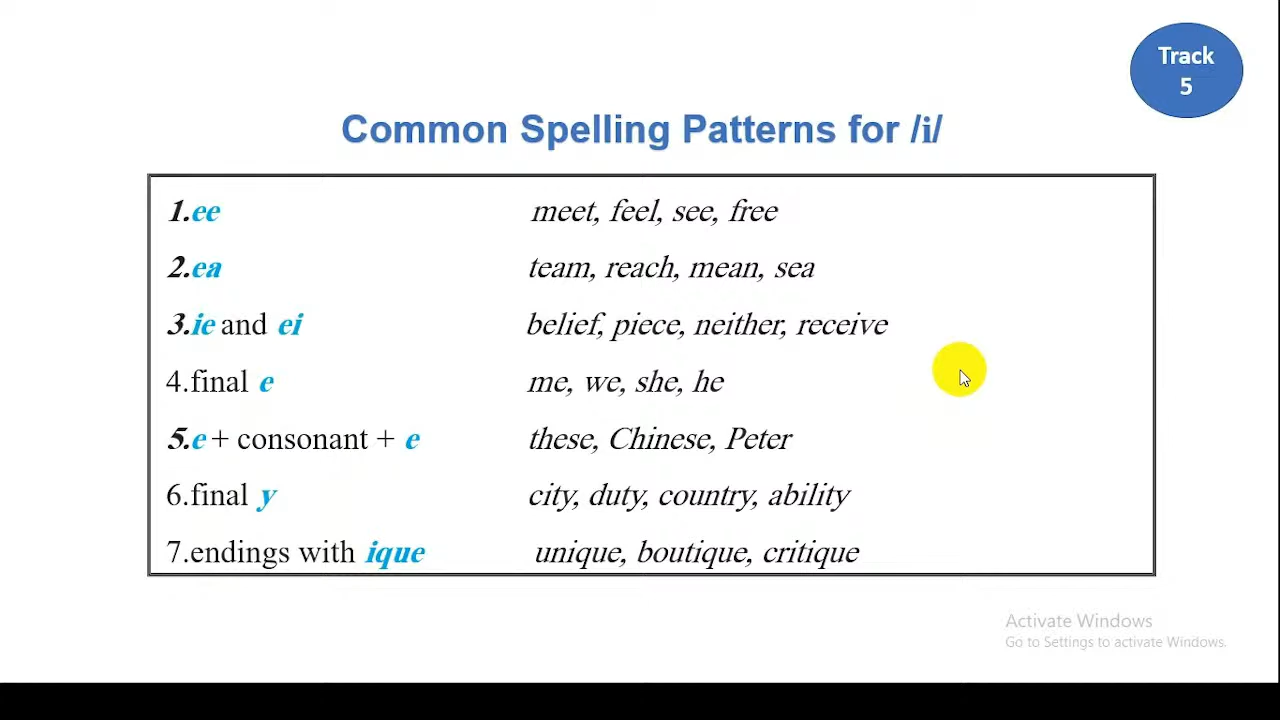 Track
5
Common Spelling Patterns for /i/
1.ee meet, feel, see, free
2.ea team, reach, mean, sea
3.ie and ei belief, piece, neither, receive
4.final e me, we, she, he
5.e + consonant + e these, Chinese, Peter
6.final y city, duty, country, ability
7.endings with ique unique, boutique, critique
Activate Windows
Go to Settings to activate Windows.